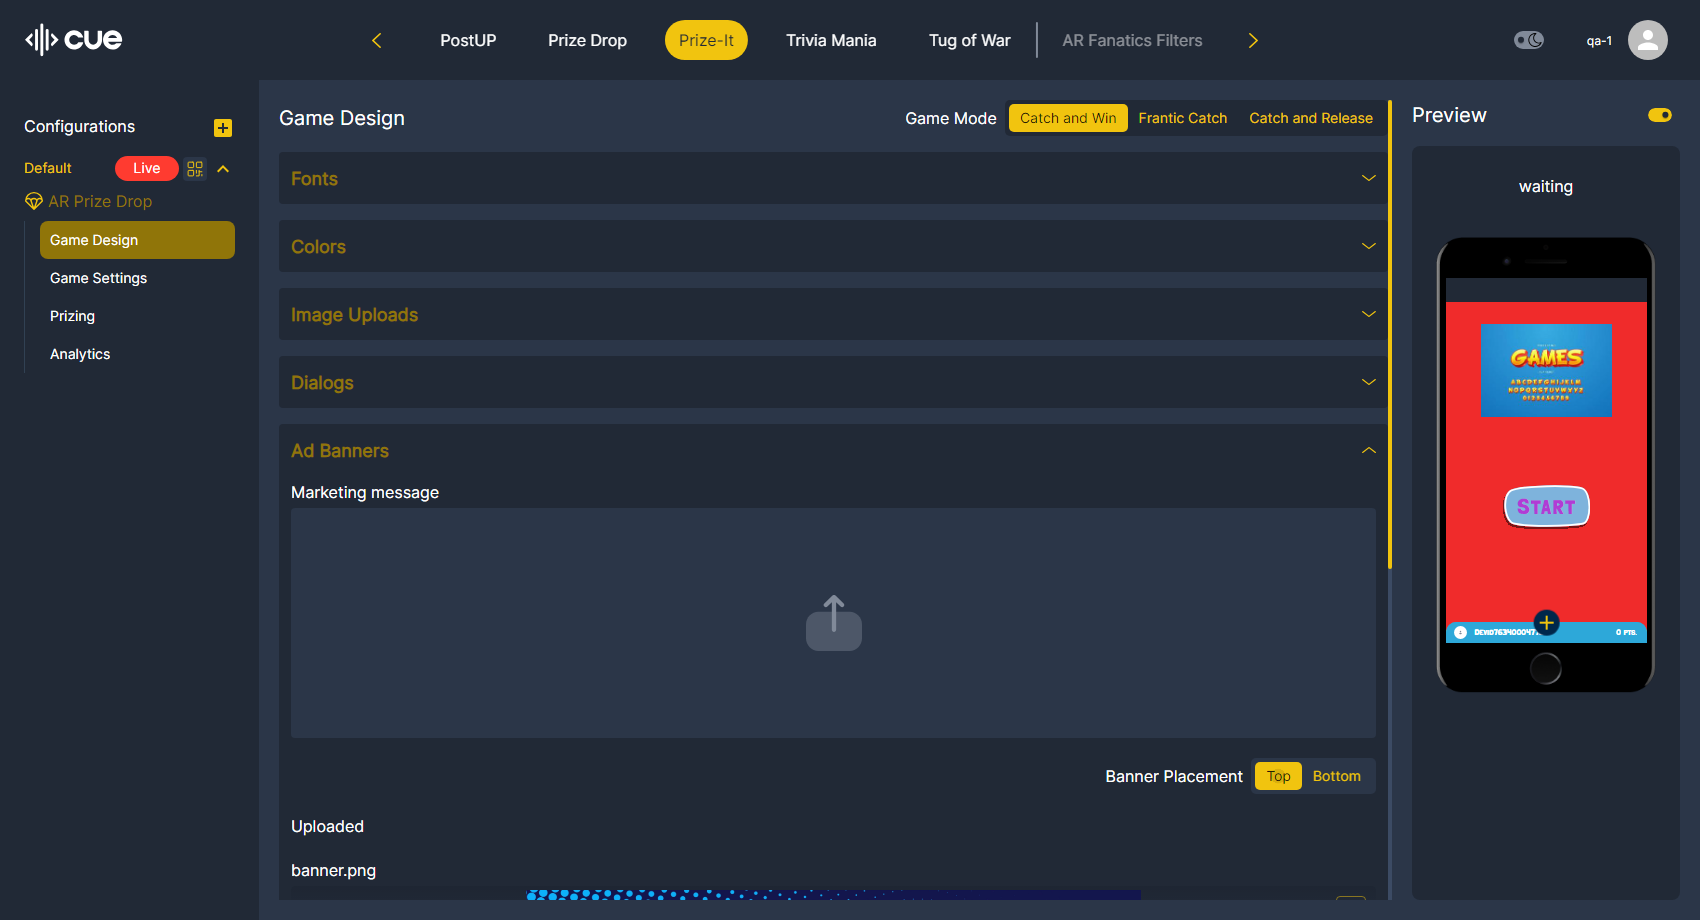 cue
PostUP
Prize Drop
Prize-It
Trivia Mania
Tug of War
AR Fanatics Filters
qa-1
Configurations
Default
Live
AR Prize Drop
Game Design
Game Settings
Prizing
Analytics
Game Design
Game Mode
Catch and Win
Frantic Catch
Catch and Release
Fonts
Colors
Image Uploads
Dialogs
Ad Banners
Marketing message
Banner Placement
Top
Bottom
Uploaded
banner.png
Preview
waiting
GAMES
ABCDEFGHIJKLM
NOPQRSTUVWXYZ
START
0 PTS.